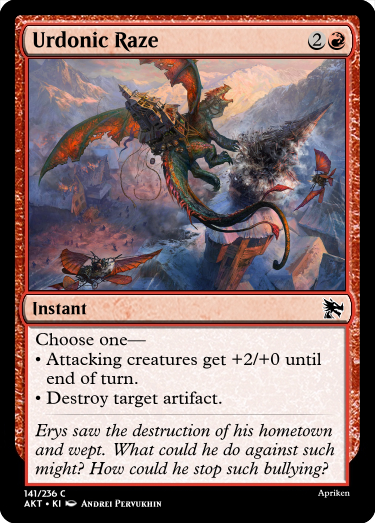 Urdonic Raze 2
Instant
Choose one—
• Attacking creatures get +2/+0 until
end of turn.
• Destroy target artifact.
Erys saw the destruction of his hometown
and wept. What could he do against such
might? How could he stop such bullying?
141/236 C Apriken
AKT • KI Andrei Pervukhin